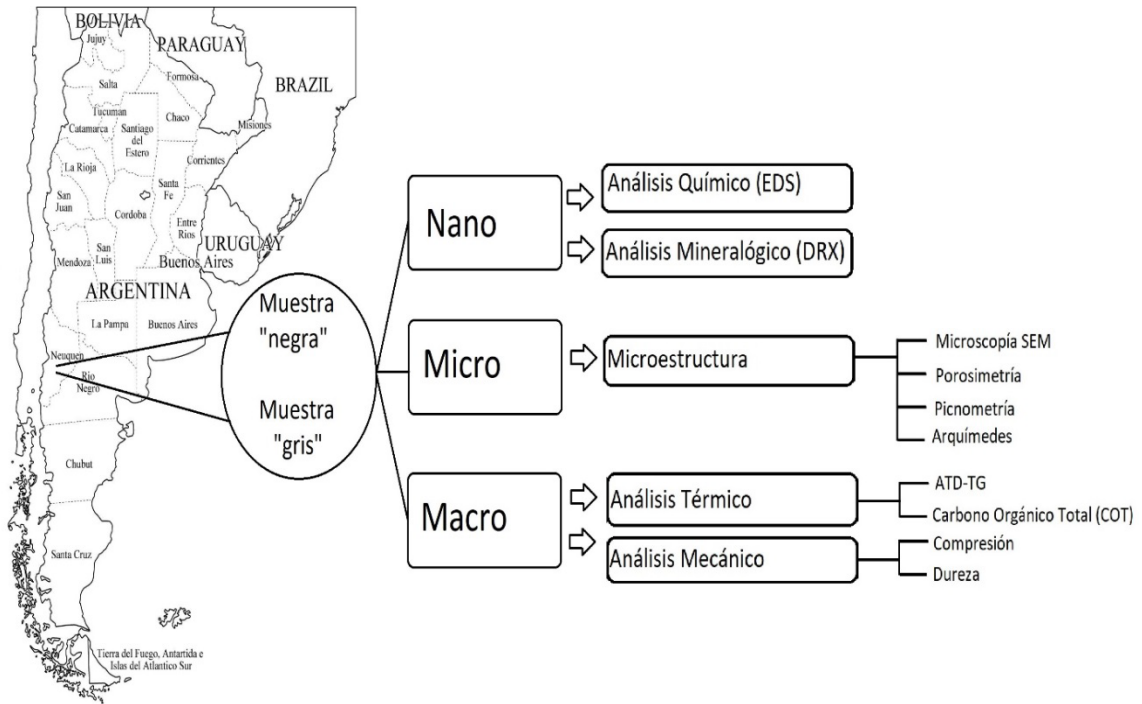 BOLIVIA
Jujuy
PARAGUAY
Formosa
BRAZIL
Salta
Tucuman
Chaco
Misiones
Catamarca
Santiago
del
Estero
Corrientes
La Rioja
Santa
Fe
San
Juan
Cordoba
Entre
Rios
URUGUAY
San
Luis
Mendoza
Buenos Aires
ARGENTINA
La Pampa
Buenos Aires
Neuquen
Rio
Negro
Chubut
Santa Cruz
Tierra del Fuego, Antartida e
Islas del Atlantico Sur
Muestra
"negra"
Muestra
"gris"
Nano
Análisis Químico (EDS)
Análisis Mineralógico (DRX)
Micro
Microestructura
Microscopía SEM
Porosimetría
Picnometría
Arquímedes
Macro
Análisis Térmico
ATD-TG
Carbono Orgánico Total (COT)
Análisis Mecánico
Compresión
Dureza